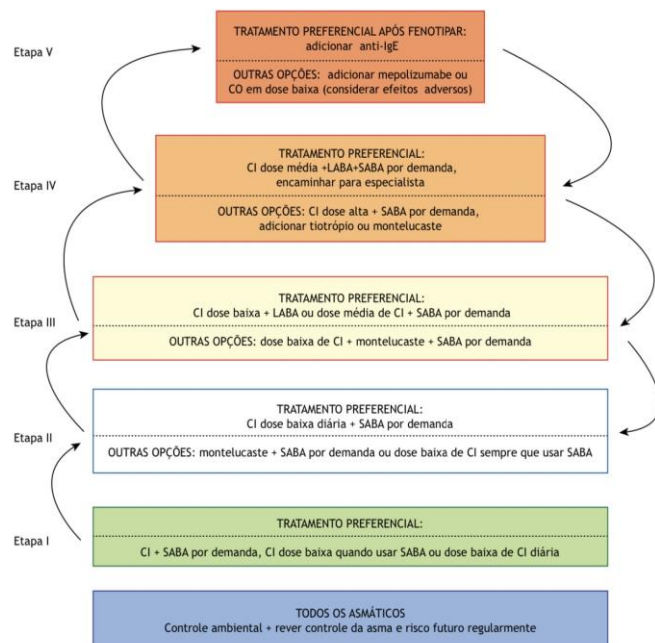 Etapa V
TRATAMENTO PREFERENCIAL APÓS FENOTIPAR:
adicionar anti-IgE
OUTRAS OPÇÕES: adicionar mepolizumabe ou
CO em dose baixa (considerar efeitos adversos)
Etapa IV
TRATAMENTO PREFERENCIAL:
CI dose média +LABA+SABA por demanda,
encaminhar para especialista
OUTRAS OPÇÕES: CI dose alta + SABA por demanda,
adicionar tiotrópio ou montelucaste
Etapa III
TRATAMENTO PREFERENCIAL:
CI dose baixa + LABA ou dose média de CI + SABA por demanda
OUTRAS OPÇÕES: dose baixa de CI + montelucaste + SABA por demanda
Etapa II
TRATAMENTO PREFERENCIAL:
CI dose baixa diária + SABA por demanda
OUTRAS OPÇÕES: montelucaste + SABA por demanda ou dose baixa de CI sempre que usar SABA
Etapa I
TRATAMENTO PREFERENCIAL:
CI + SABA por demanda, CI dose baixa quando usar SABA ou dose baixa de CI diária
TODOS OS ASMÁTICOS
Controle ambiental + rever controle da asma e risco futuro regularmente